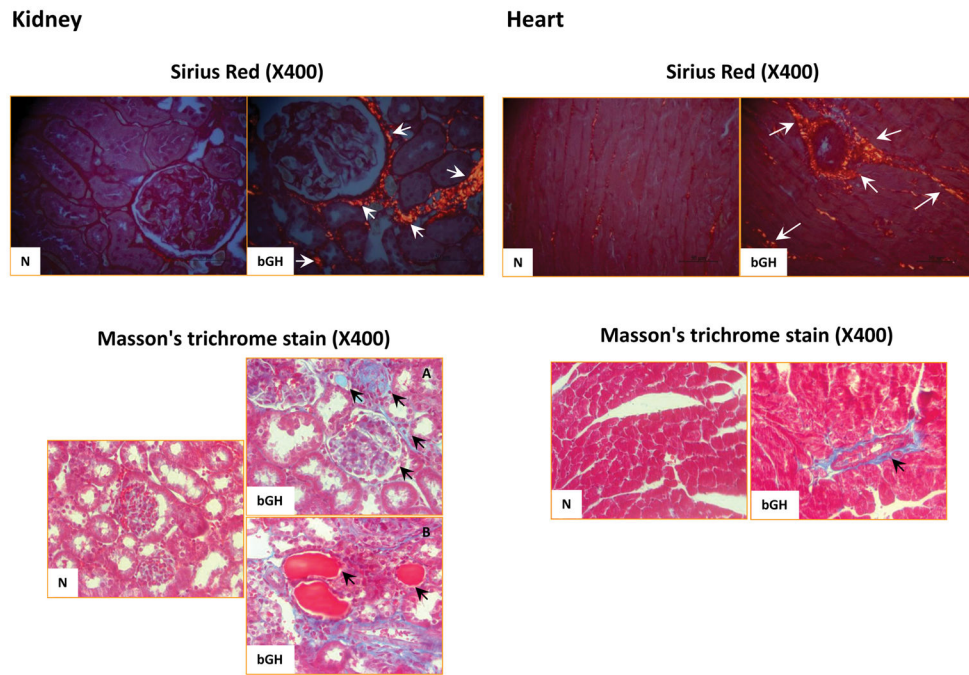 Kidney
Heart
Sirius Red (X400)
Sirius Red (X400)
N
bGH
N
bGH
Masson's trichrome stain (X400)
Masson's trichrome stain (X400)
A
N
bGH
B
bGH
N
bGH